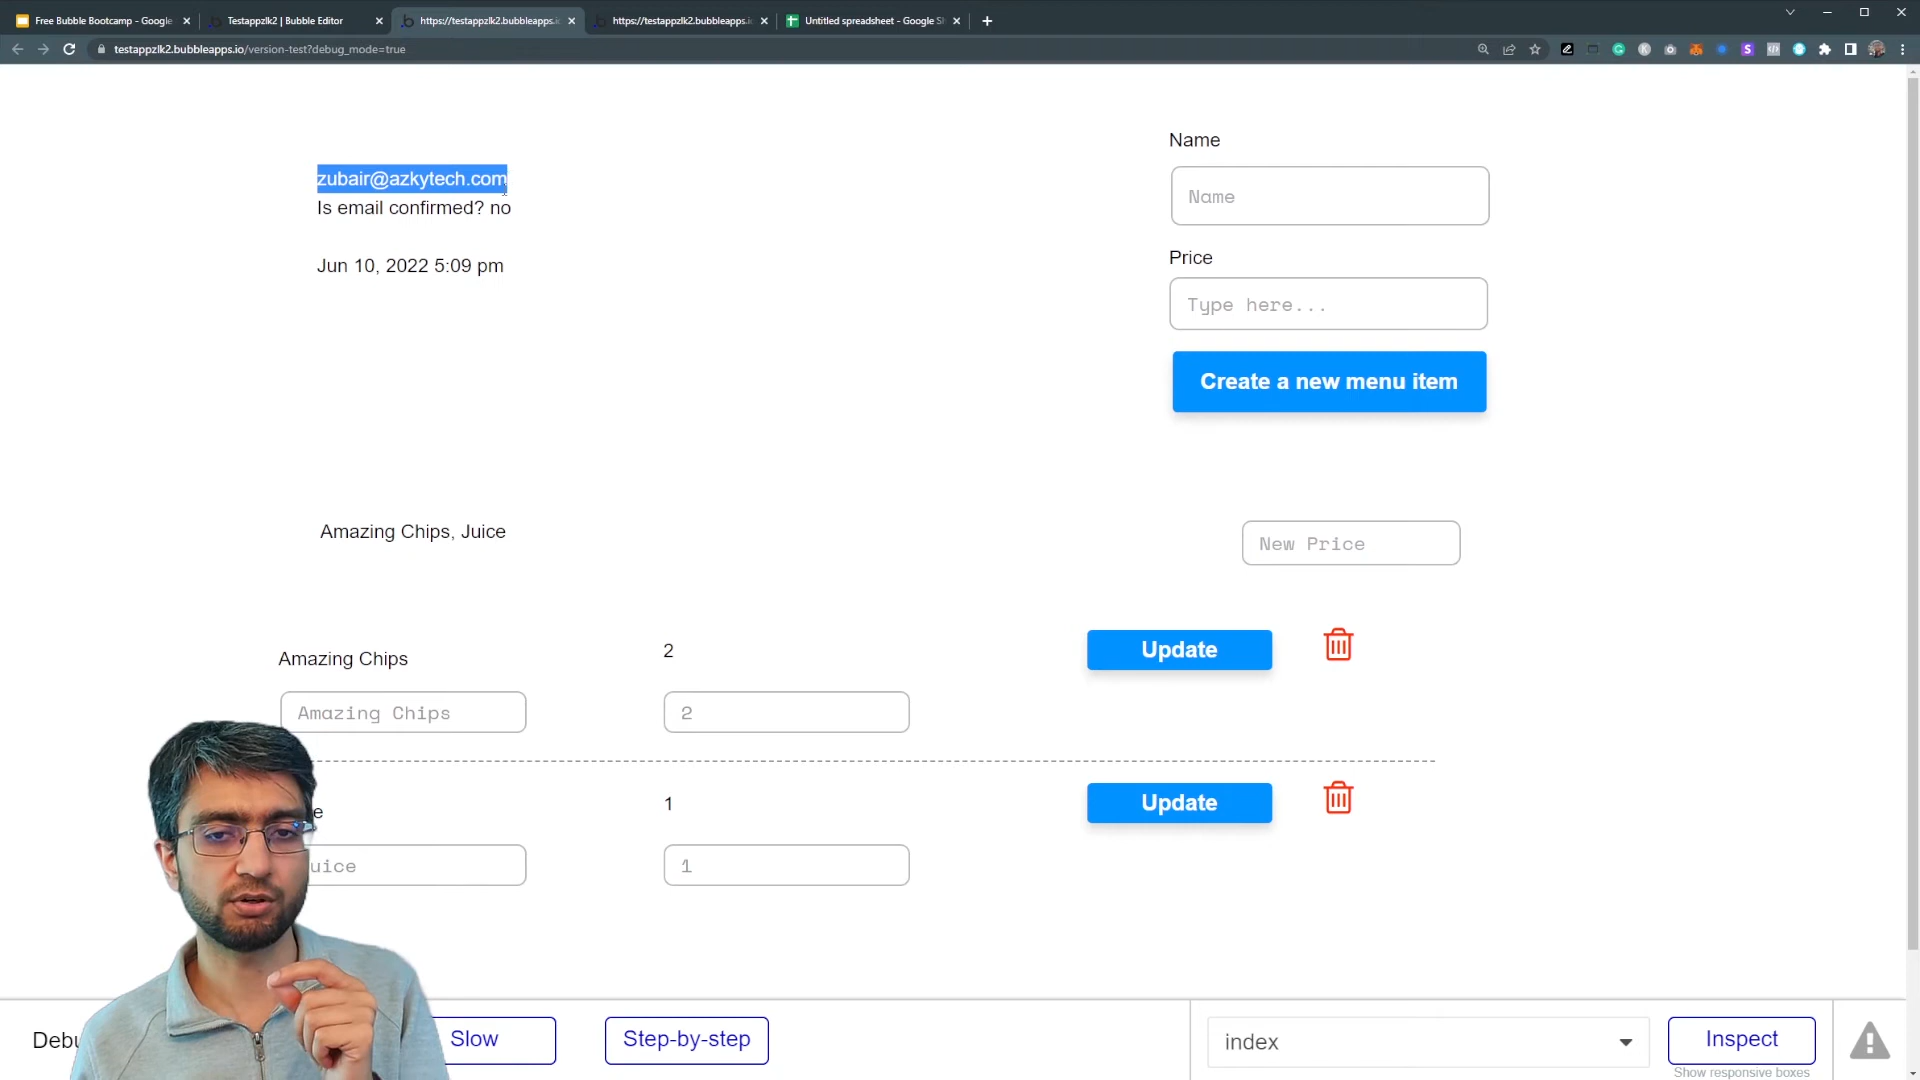 Free Bubble Bootcamp - Google
Testappzlk2 | Bubble Editor
https://testappzlk2.bubbleapps.i
https://testappzlk2.bubbleapps.i
Untitled spreadsheet - Google Sh
testappzlk2.bubbleapps.io/version-test?debug_mode=true
zubair@azkytech.com
Is email confirmed? no
Jun 10, 2022 5:09 pm
Name
Name
Price
Type here...
Create a new menu item
Amazing Chips, Juice
New Price
Amazing Chips
2
Update
Amazing Chips
2
e
1
Update
uice
1
Debu
Slow
Step-by-step
index
Inspect
Show responsive boxes